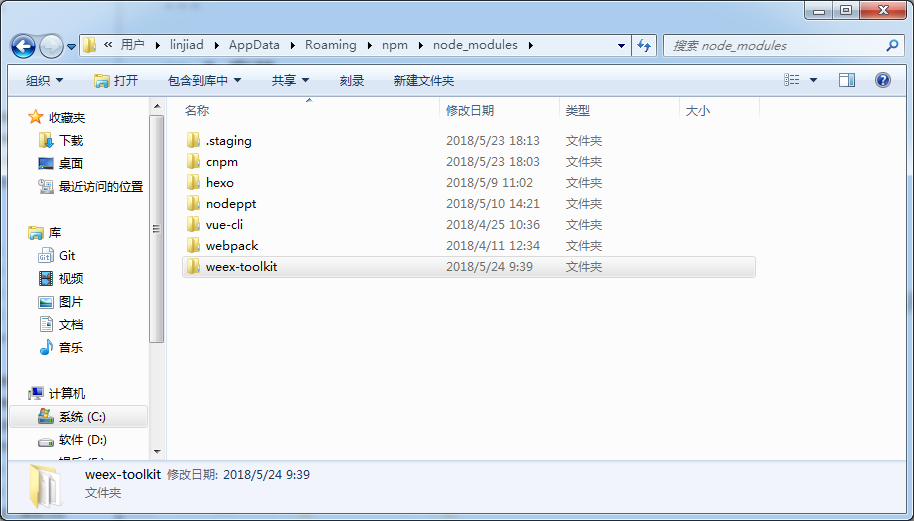 « 用户 linjiad AppData Roaming npm node_modules 搜索 node_modules
组织 打开 包含到库中 共享 刻录 新建文件夹
名称 修改日期 类型 大小
.staging 2018/5/23 18:13 文件夹
cnpm 2018/5/23 18:03 文件夹
hexo 2018/5/9 11:02 文件夹
nodeppt 2018/5/10 14:21 文件夹
vue-cli 2018/4/25 10:36 文件夹
webpack 2018/4/11 12:34 文件夹
weex-toolkit 2018/5/24 9:39 文件夹
收藏夹
下载
桌面
最近访问的位置
库
Git
视频
图片
文档
音乐
计算机
系统 (C:)
软件 (D:)
weex-toolkit 修改日期: 2018/5/24 9:39
文件夹